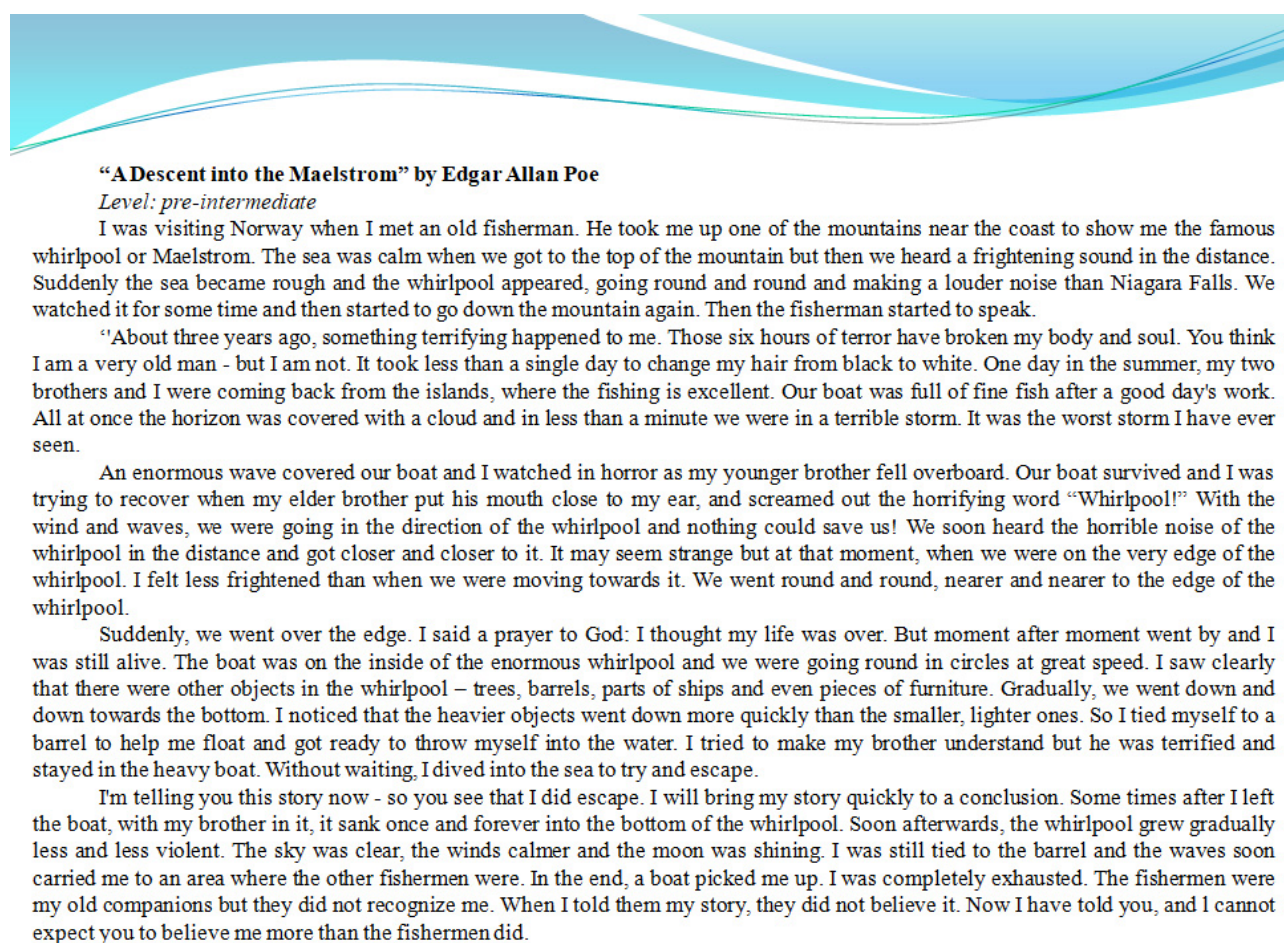 “A Descent into the Maelstrom” by Edgar Allan Poe
Level: pre-intermediate
I was visiting Norway when I met an old fisherman. He took me up one of the mountains near the coast to show me the famous
whirlpool or Maelstrom. The sea was calm when we got to the top of the mountain but then we heard a frightening sound in the distance.
Suddenly the sea became rough and the whirlpool appeared, going round and round and making a louder noise than Niagara Falls. We
watched it for some time and then started to go down the mountain again. Then the fisherman started to speak.
‘'About three years ago, something terrifying happened to me. Those six hours of terror have broken my body and soul. You think
I am a very old man - but I am not. It took less than a single day to change my hair from black to white. One day in the summer, my two
brothers and I were coming back from the islands, where the fishing is excellent. Our boat was full of fine fish after a good day's work.
All at once the horizon was covered with a cloud and in less than a minute we were in a terrible storm. It was the worst storm I have ever
seen.
An enormous wave covered our boat and I watched in horror as my younger brother fell overboard. Our boat survived and I was
trying to recover when my elder brother put his mouth close to my ear, and screamed out the horrifying word “Whirlpool!” With the
wind and waves, we were going in the direction of the whirlpool and nothing could save us! We soon heard the horrible noise of the
whirlpool in the distance and got closer and closer to it. It may seem strange but at that moment, when we were on the very edge of the
whirlpool. I felt less frightened than when we were moving towards it. We went round and round, nearer and nearer to the edge of the
whirlpool.
Suddenly, we went over the edge. I said a prayer to God: I thought my life was over. But moment after moment went by and I
was still alive. The boat was on the inside of the enormous whirlpool and we were going round in circles at great speed. I saw clearly
that there were other objects in the whirlpool – trees, barrels, parts of ships and even pieces of furniture. Gradually, we went down and
down towards the bottom. I noticed that the heavier objects went down more quickly than the smaller, lighter ones. So I tied myself to a
barrel to help me float and got ready to throw myself into the water. I tried to make my brother understand but he was terrified and
stayed in the heavy boat. Without waiting, I dived into the sea to try and escape.
I'm telling you this story now - so you see that I did escape. I will bring my story quickly to a conclusion. Some times after I left
the boat, with my brother in it, it sank once and forever into the bottom of the whirlpool. Soon afterwards, the whirlpool grew gradually
less and less violent. The sky was clear, the winds calmer and the moon was shining. I was still tied to the barrel and the waves soon
carried me to an area where the other fishermen were. In the end, a boat picked me up. I was completely exhausted. The fishermen were
my old companions but they did not recognize me. When I told them my story, they did not believe it. Now I have told you, and l cannot
expect you to believe me more than the fishermen did.